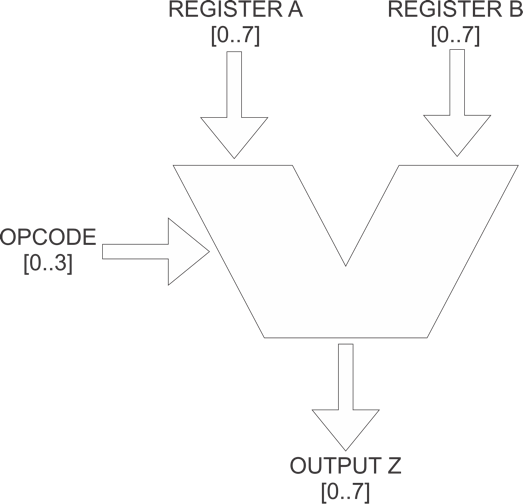 REGISTER A
[0..7]
REGISTER B
[0..7]
OPCODE
[0..3]
OUTPUT Z
[0..7]